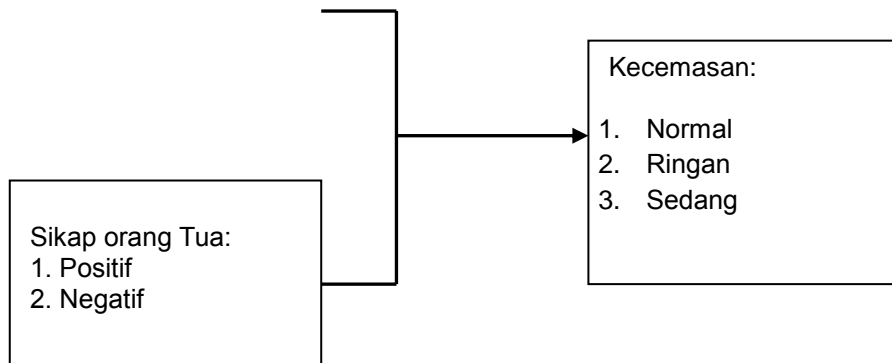 Kecemasan:
1. Normal
2. Ringan
3. Sedang
Sikap orang Tua:
1. Positif
2. Negatif